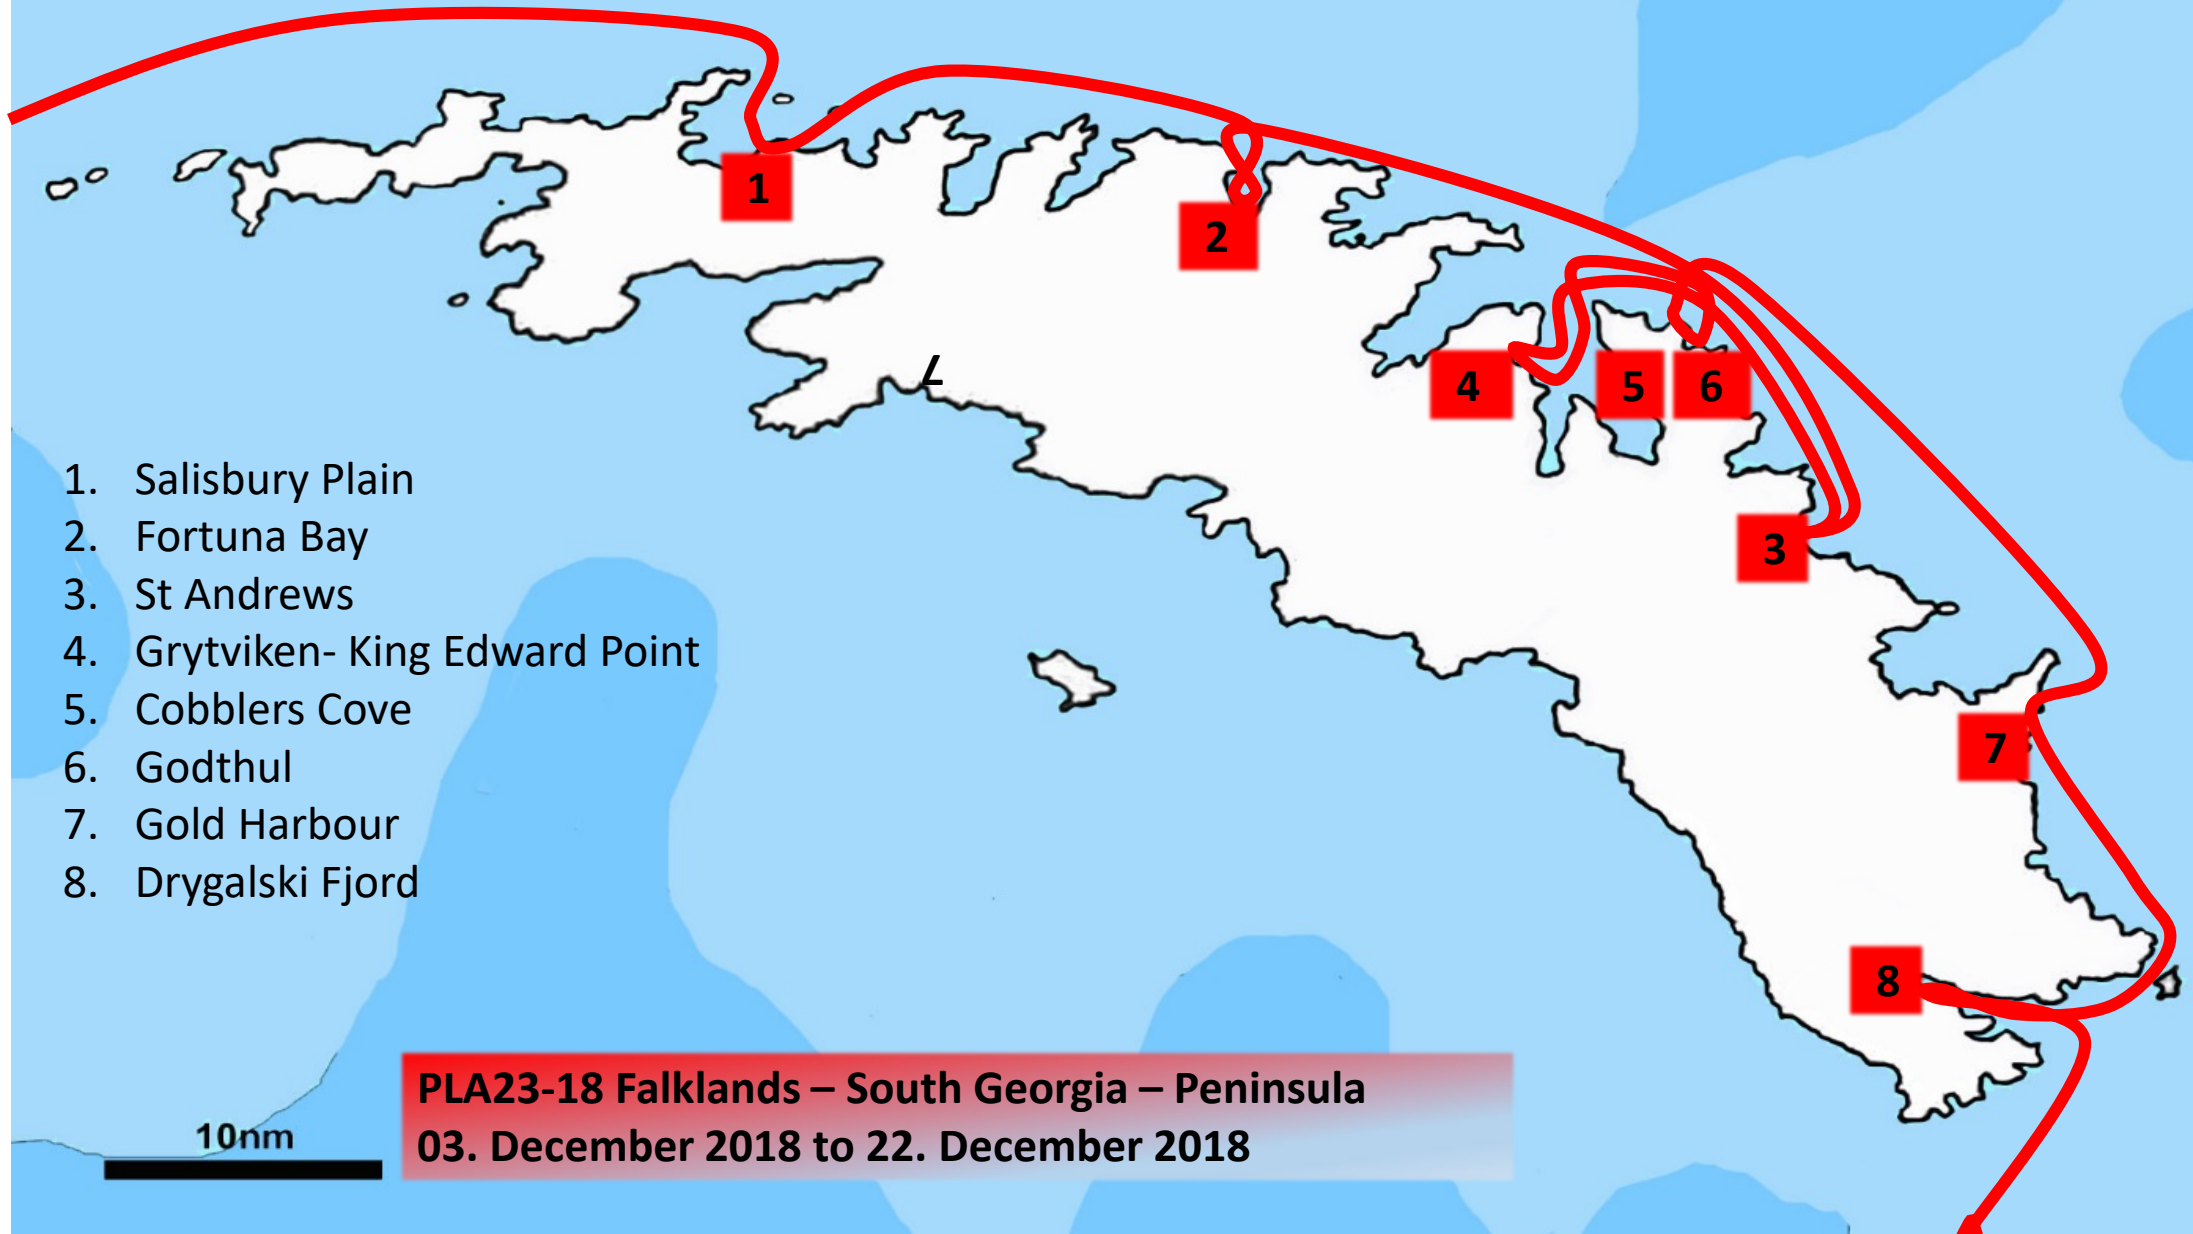 1
2
4
5
6
3
7
8
1. Salisbury Plain
2. Fortuna Bay
3. St Andrews
4. Grytviken- King Edward Point
5. Cobblers Cove
6. Godthul
7. Gold Harbour
8. Drygalski Fjord
PLA23-18 Falklands – South Georgia – Peninsula
03. December 2018 to 22. December 2018
10nm